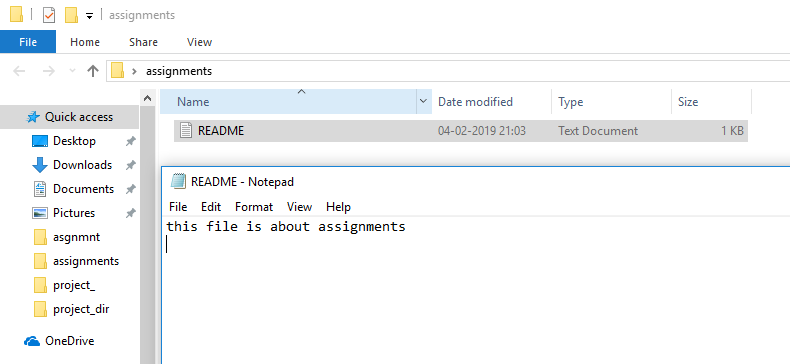 assignments
File Home Share View
assignments
Name Date modified Type Size
Quick access
README 04-02-2019 21:03 Text Document 1 KB
Desktop
Downloads
Documents
Pictures
asgnmnt
assignments
project_
project_dir
OneDrive
README - Notepad
File Edit Format View Help
this file is about assignments